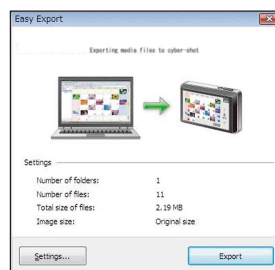 Easy Export
Exporting media files to cyber-shot
Settings
Number of folders: 1
Number of files: 11
Total size of files: 2.19 MB
Image size: Original size
Settings...
Export